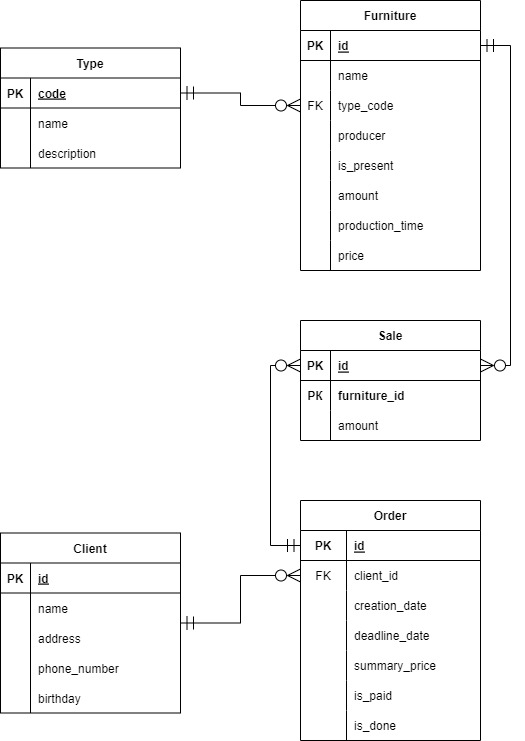 Furniture
PK id
name
FK type_code
producer
is_present
amount
production_time
price
Type
PK code
name
description
Sale
PK id
PK furniture_id
amount
Order
PK id
FK client_id
creation_date
deadline_date
summary_price
is_paid
is_done
Client
PK id
name
address
phone_number
birthday